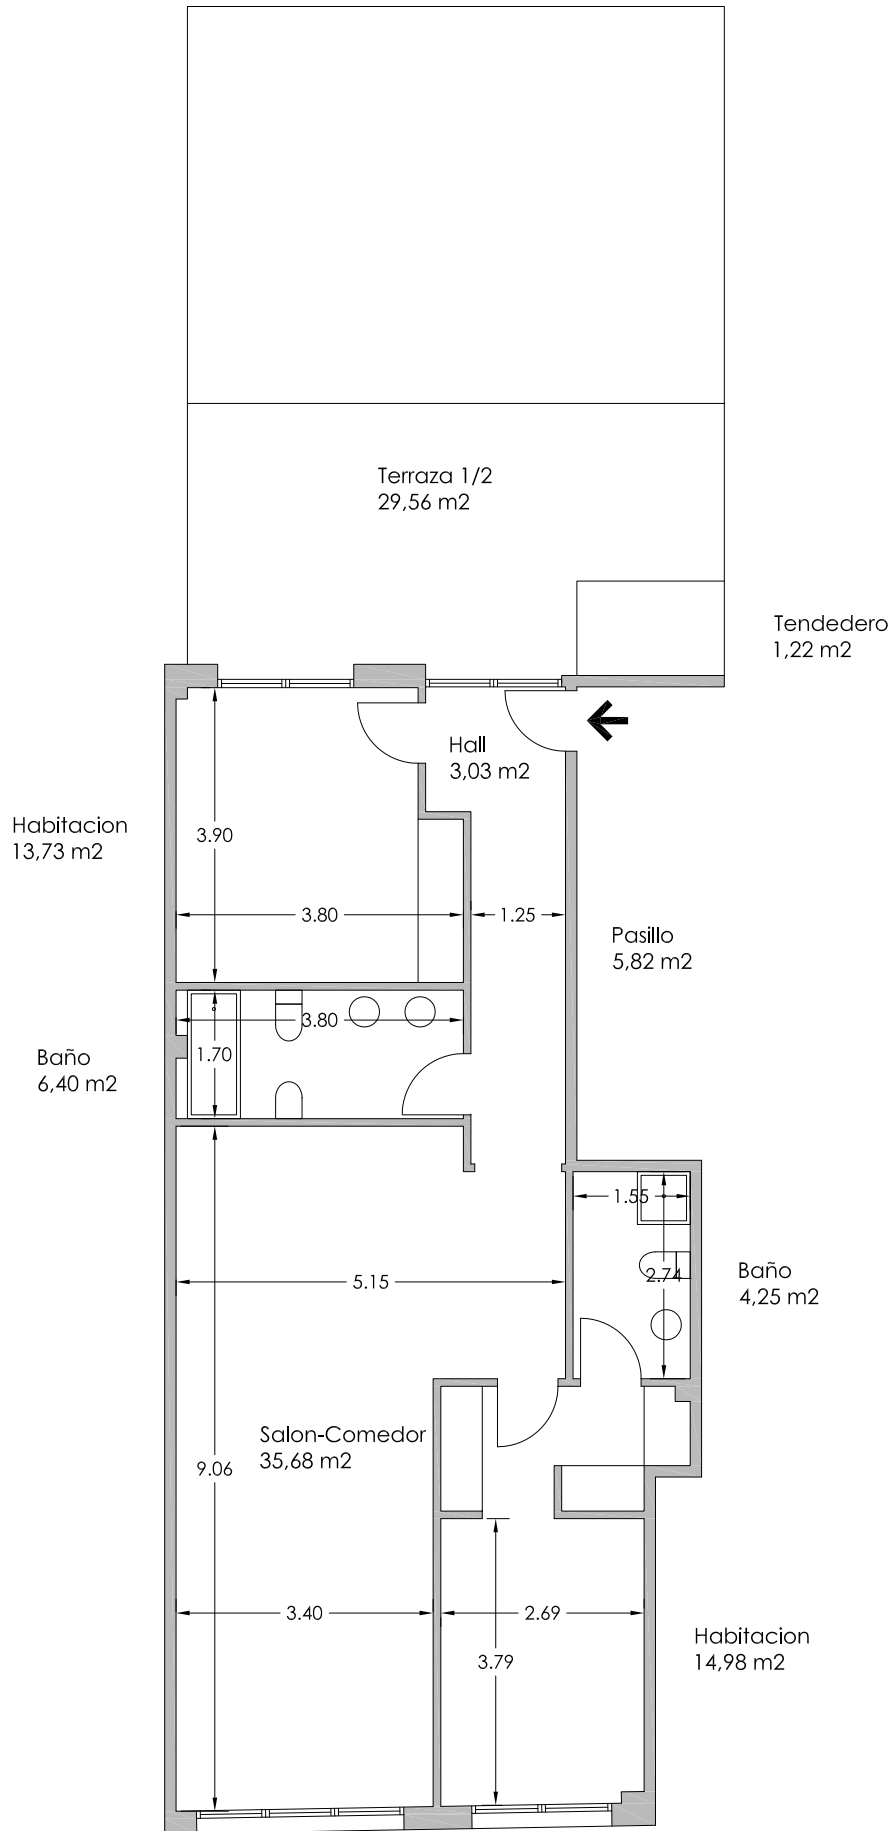 Terraza 1/2
29,56 m2
Tendedero
1,22 m2
Hall
3,03 m2
Habitacion
13,73 m2
3.90
3.80
1.25
Pasillo
5,82 m2
3.80
1.70
Baño
6,40 m2
1.55
2.74
Baño
4,25 m2
5.15
Salon-Comedor
35,68 m2
9.06
3.40
2.69
3.79
Habitacion
14,98 m2